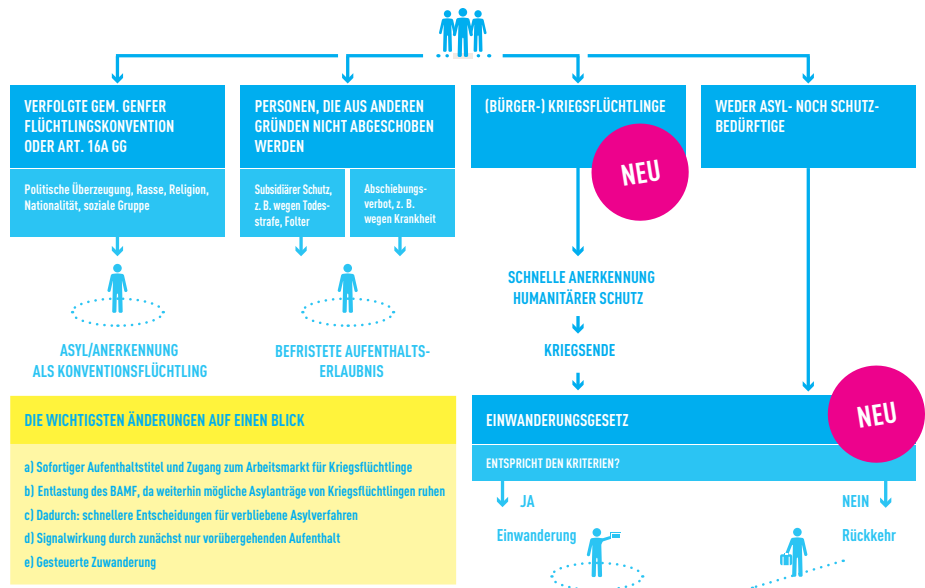 VERFOLGTE GEM. GENFER
FLÜCHTLINGSKONVENTION
ODER ART. 16A GG
Politische Überzeugung, Rasse, Religion,
Nationalität, soziale Gruppe
ASYL/ANERKENNUNG
ALS KONVENTIONSFLÜCHTLING
PERSONEN, DIE AUS ANDEREN
GRÜNDEN NICHT ABGESCHOBEN
WERDEN
Subsidiärer Schutz,
z. B. wegen Todes-
strafe, Folter
Abschiebungs-
verbot, z. B.
wegen Krankheit
BEFRISTETE AUFENTHALTS-
ERLAUBNIS
(BÜRGER-) KRIEGSFLÜCHTLINGE
NEU
SCHNELLE ANERKENNUNG
HUMANITÄRER SCHUTZ
KRIEGSENDE
WEDER ASYL- NOCH SCHUTZ-
BEDÜRFTIGE
EINWANDERUNGSGESETZ
NEU
ENTSPRICHT DEN KRITERIEN?
JA
Einwanderung
NEIN
Rückkehr
DIE WICHTIGSTEN ÄNDERUNGEN AUF EINEN BLICK
a) Sofortiger Aufenthaltstitel und Zugang zum Arbeitsmarkt für Kriegsflüchtlinge
b) Entlastung des BAMF, da weiterhin mögliche Asylanträge von Kriegsflüchtlingen ruhen
c) Dadurch: schnellere Entscheidungen für verbliebene Asylverfahren
d) Signalwirkung durch zunächst nur vorübergehenden Aufenthalt
e) Gesteuerte Zuwanderung